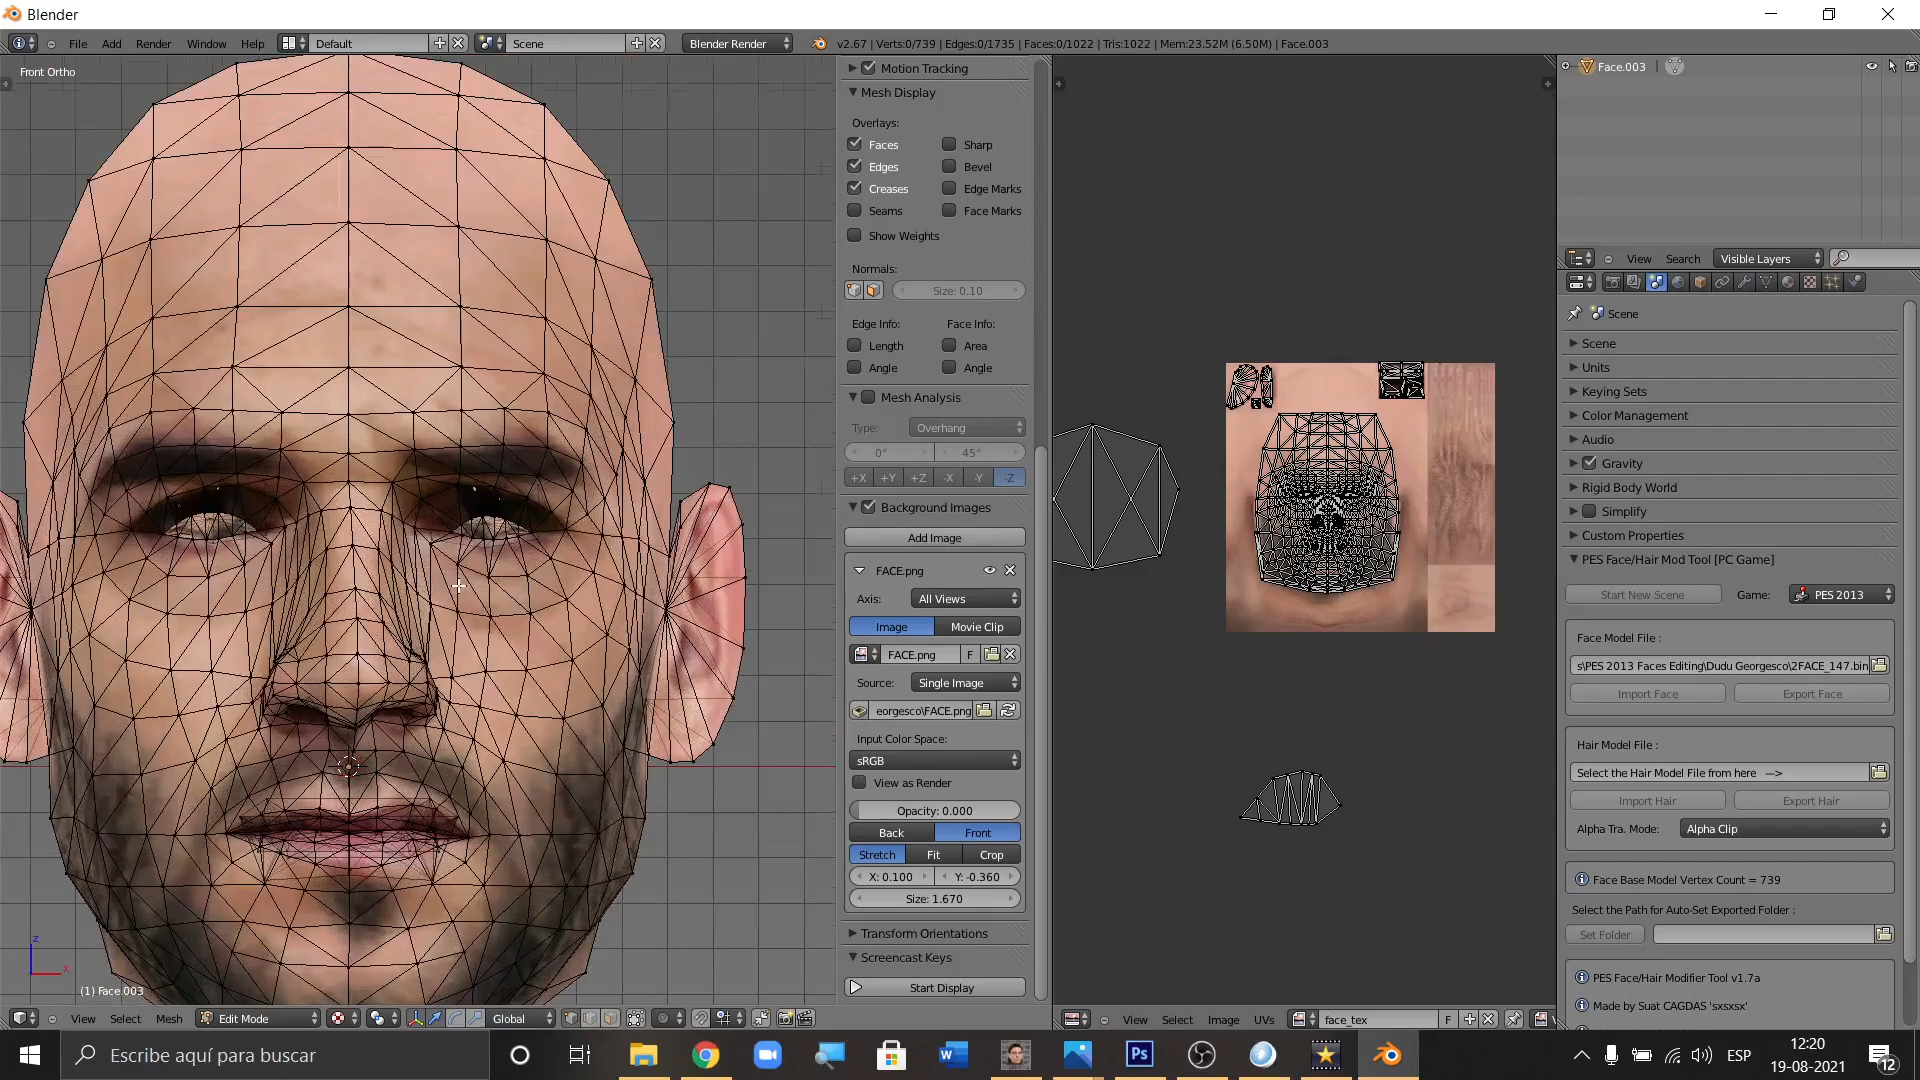 Blender
File Add Render Window Help Default Scene Blender Render v2.67 | Verts:0/739 | Edges:0/1735 | Faces:0/1022 | Tris:1022 | Mem:23.52M (6.50M) | Face.003
Front Ortho
(1) Face.003
View Select Mesh Edit Mode Global
Motion Tracking
Mesh Display
Overlays:
Faces Sharp
Edges Bevel
Creases Edge Marks
Seams Face Marks
Show Weights
Normals:
Size: 0.10
Edge Info: Face Info:
Length Area
Angle Angle
Mesh Analysis
Type: Overhang
0° 45°
+X +Y +Z -X -Y -Z
Background Images
Add Image
FACE.png
Axis: All Views
Image Movie Clip
FACE.png F
Source: Single Image
eorgesco\FACE.png
Input Color Space:
sRGB
View as Render
Opacity: 0.000
Back Front
Stretch Fit Crop
X: 0.100 Y: -0.360
Size: 1.670
Transform Orientations
Screencast Keys
Start Display
View Select Image UVs face_tex F
Face.003
View Search Visible Layers
Scene
Scene
Units
Keying Sets
Color Management
Audio
Gravity
Rigid Body World
Simplify
Custom Properties
PES Face/Hair Mod Tool [PC Game]
Start New Scene Game: PES 2013
Face Model File :
s\PES 2013 Faces Editing\Dudu Georgesco\2FACE_147.bin
Import Face Export Face
Hair Model File :
Select the Hair Model File from here --->
Import Hair Export Hair
Alpha Tra. Mode: Alpha Clip
Face Base Model Vertex Count = 739
Select the Path for Auto-Set Exported Folder :
Set Folder
PES Face/Hair Modifier Tool v1.7a
Made by Suat CAGDAS 'sxsxsx'
z
x
Escribe aquí para buscar
W
Ps
ESP
12:20
19-08-2021
12